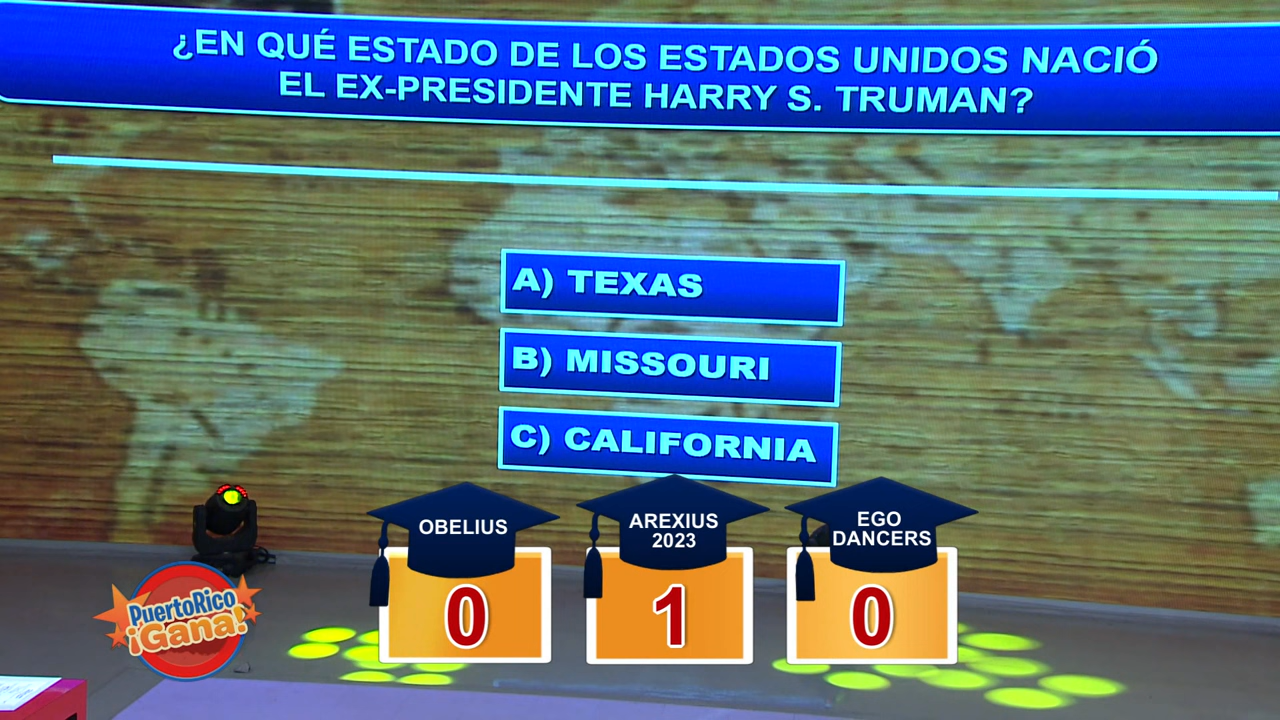 ¿EN QUÉ ESTADO DE LOS ESTADOS UNIDOS NACIÓ
EL EX-PRESIDENTE HARRY S. TRUMAN?
A) TEXAS
B) MISSOURI
C) CALIFORNIA
OBELIUS
0
AREXIUS
2023
1
EGO
DANCERS
0
PuertoRico
¡Gana!